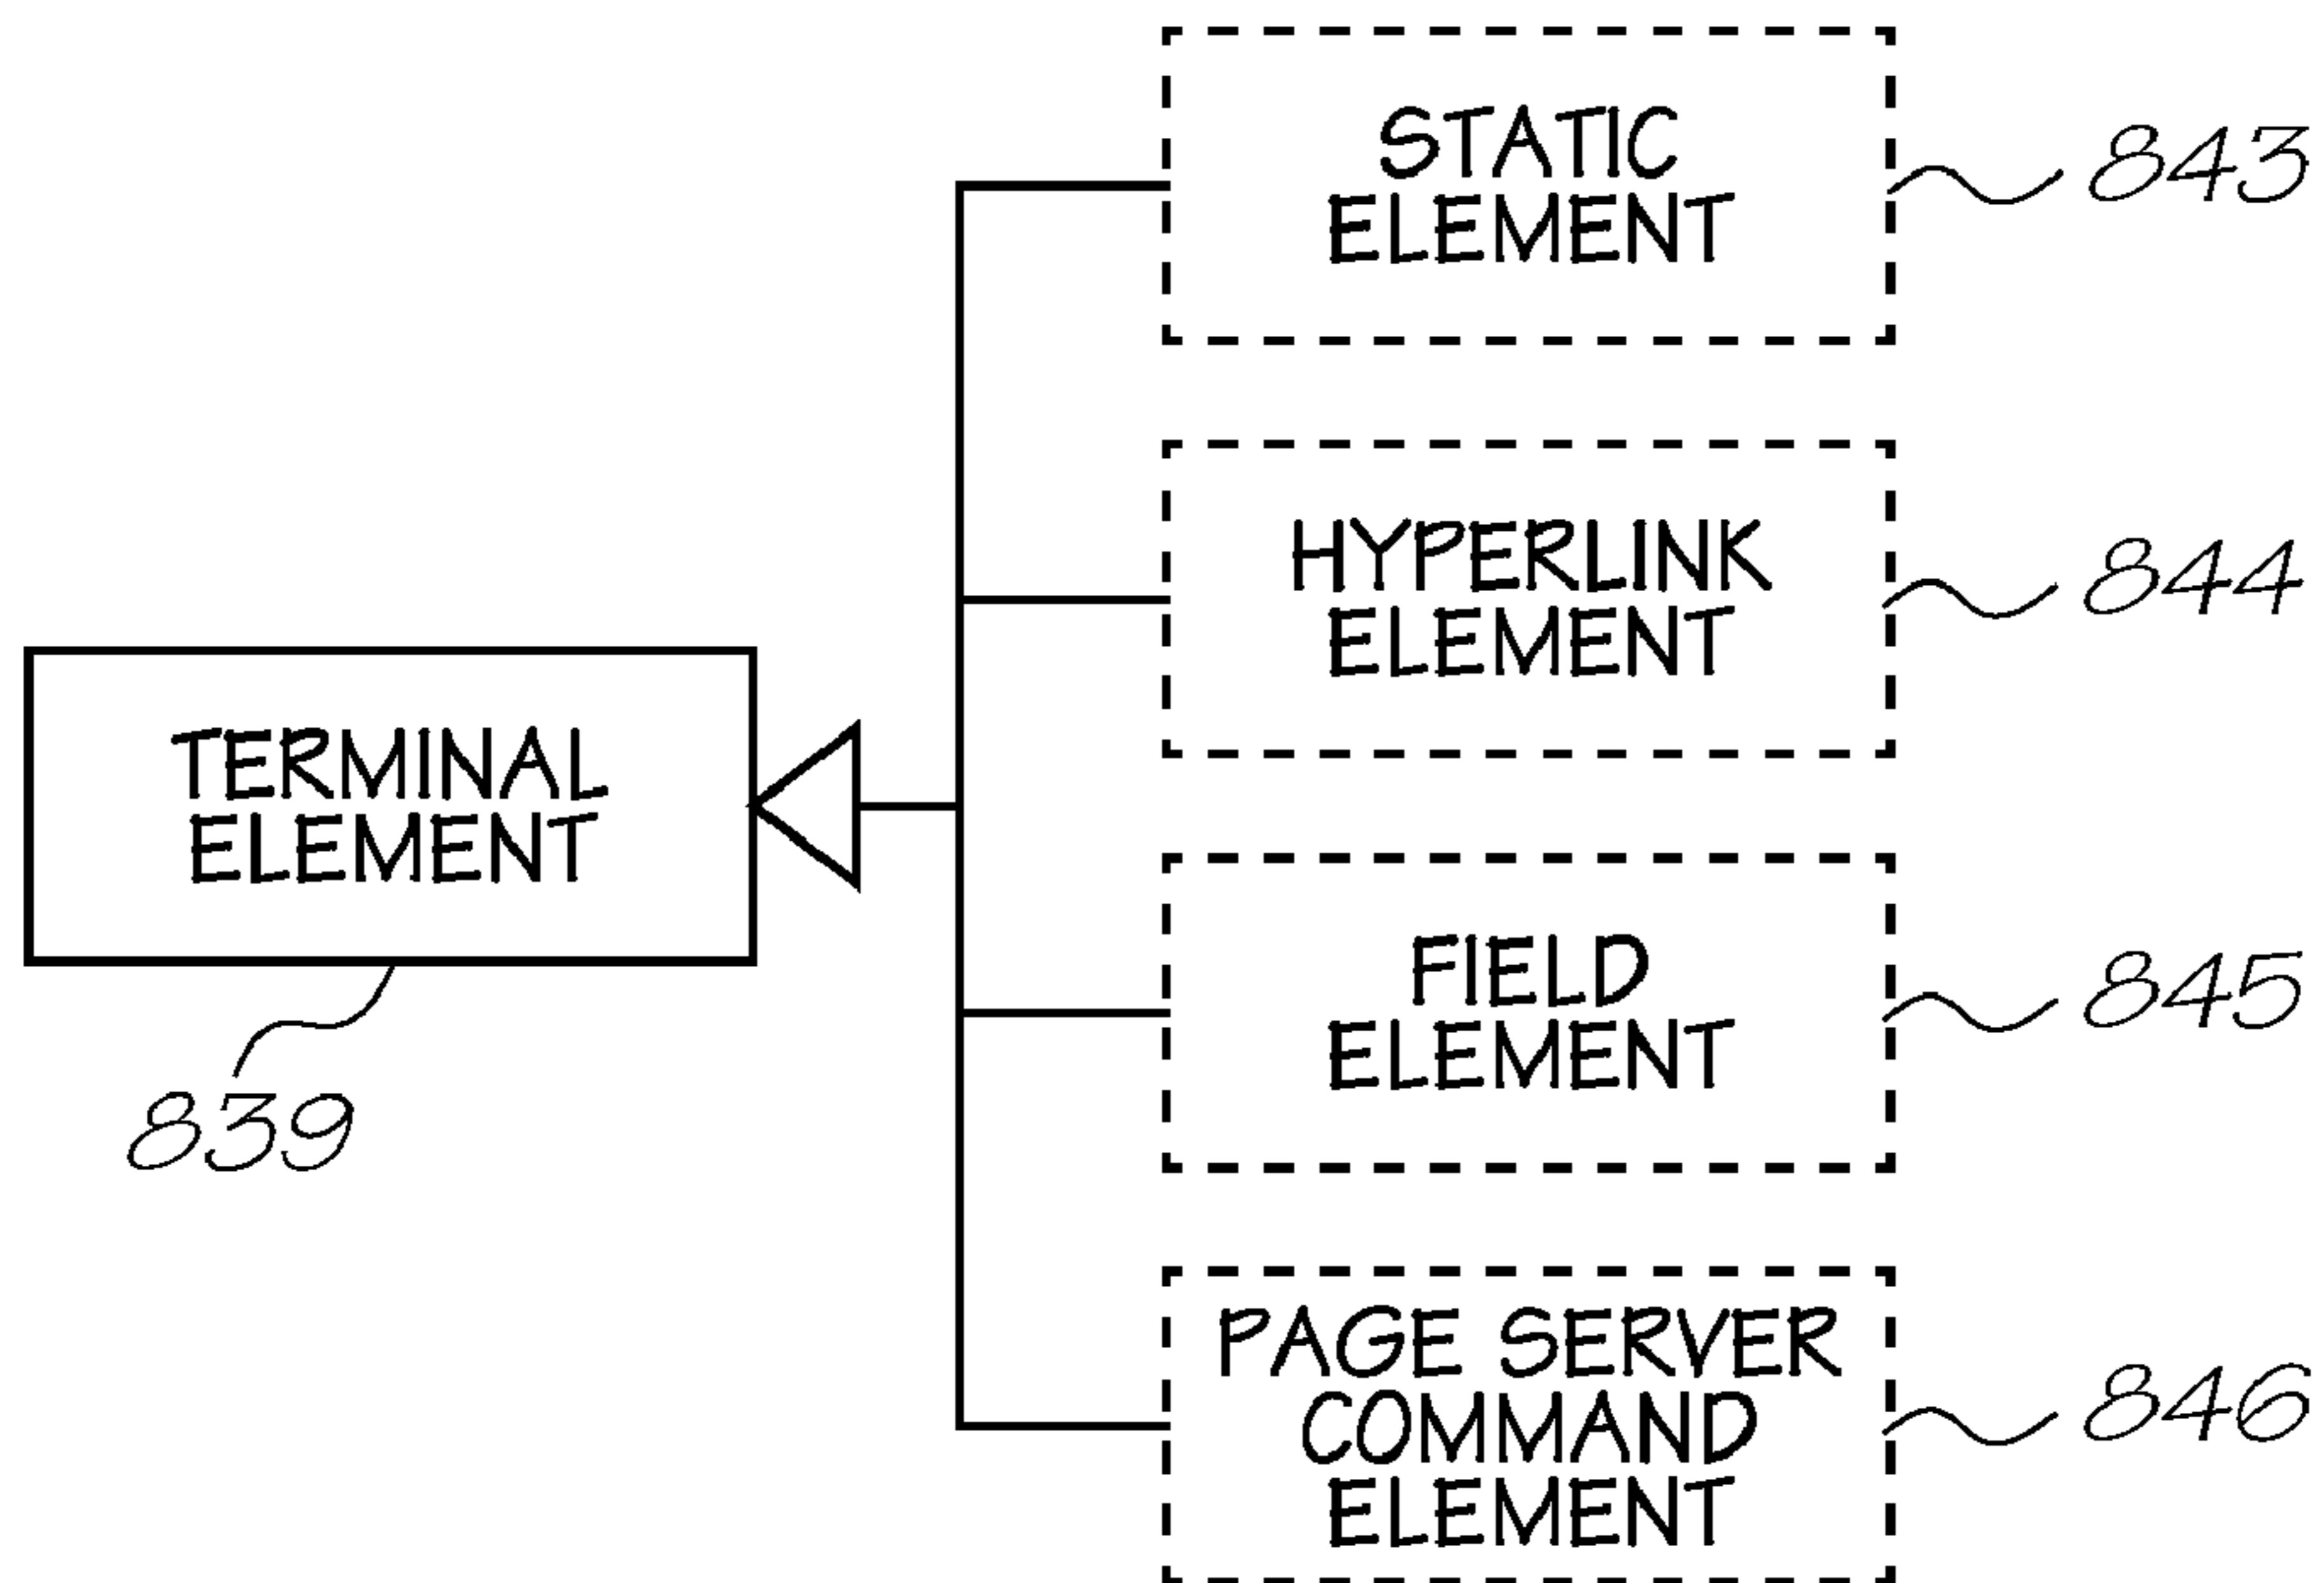 STATIC
ELEMENT
843
HYPERLINK
ELEMENT
844
TERMINAL
ELEMENT
839
FIELD
ELEMENT
845
PAGE SERVER
COMMAND
ELEMENT
846